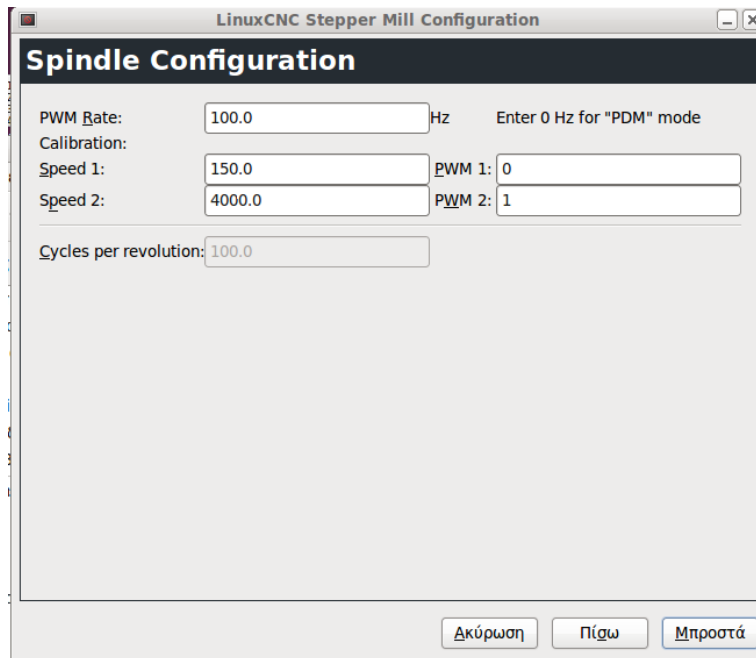 LinuxCNC Stepper Mill Configuration
Spindle Configuration
PWM Rate: 100.0 Hz Enter 0 Hz for "PDM" mode
Calibration:
Speed 1: 150.0 PWM 1: 0
Speed 2: 4000.0 PWM 2: 1
Cycles per revolution: 100.0
Ακύρωση Πίσω Μπροστά